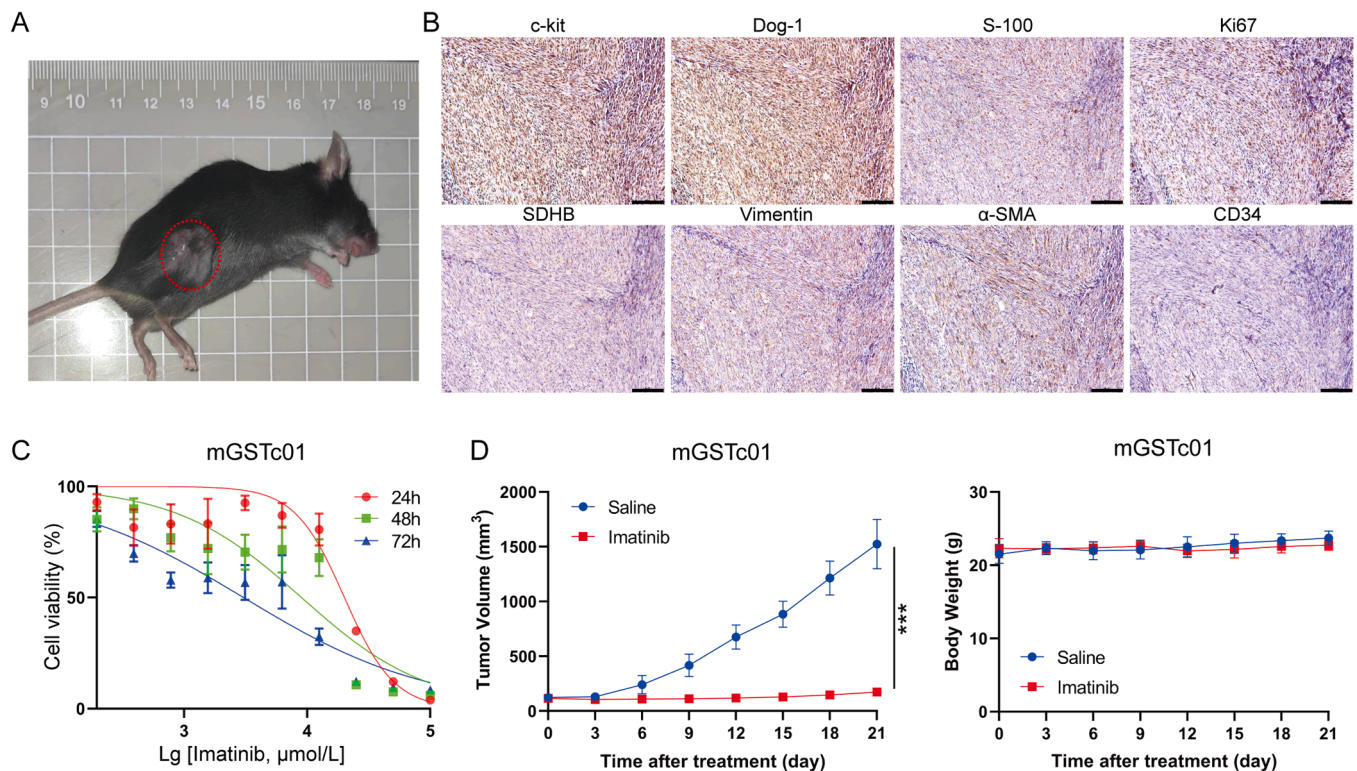 A
9 10 11 12 13 14 15 16 17 18 19
B
c-kit Dog-1 S-100 Ki67
SDHB Vimentin α-SMA CD34
C
mGSTc01
100
50
0
3 4 5
Cell viability (%)
Lg [Imatinib, μmol/L]
24h
48h
72h
D
mGSTc01
2000
1500
1000
500
0
0 3 6 9 12 15 18 21
Tumor Volume (mm³)
Time after treatment (day)
Saline
Imatinib
***
mGSTc01
30
20
10
0
0 3 6 9 12 15 18 21
Body Weight (g)
Time after treatment (day)
Saline
Imatinib